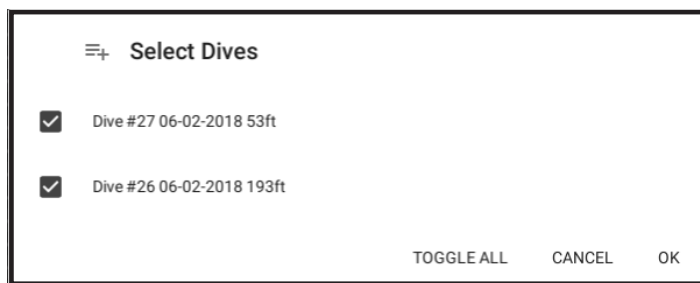 Select Dives
Dive #27 06-02-2018 53ft
Dive #26 06-02-2018 193ft
TOGGLE ALL CANCEL OK